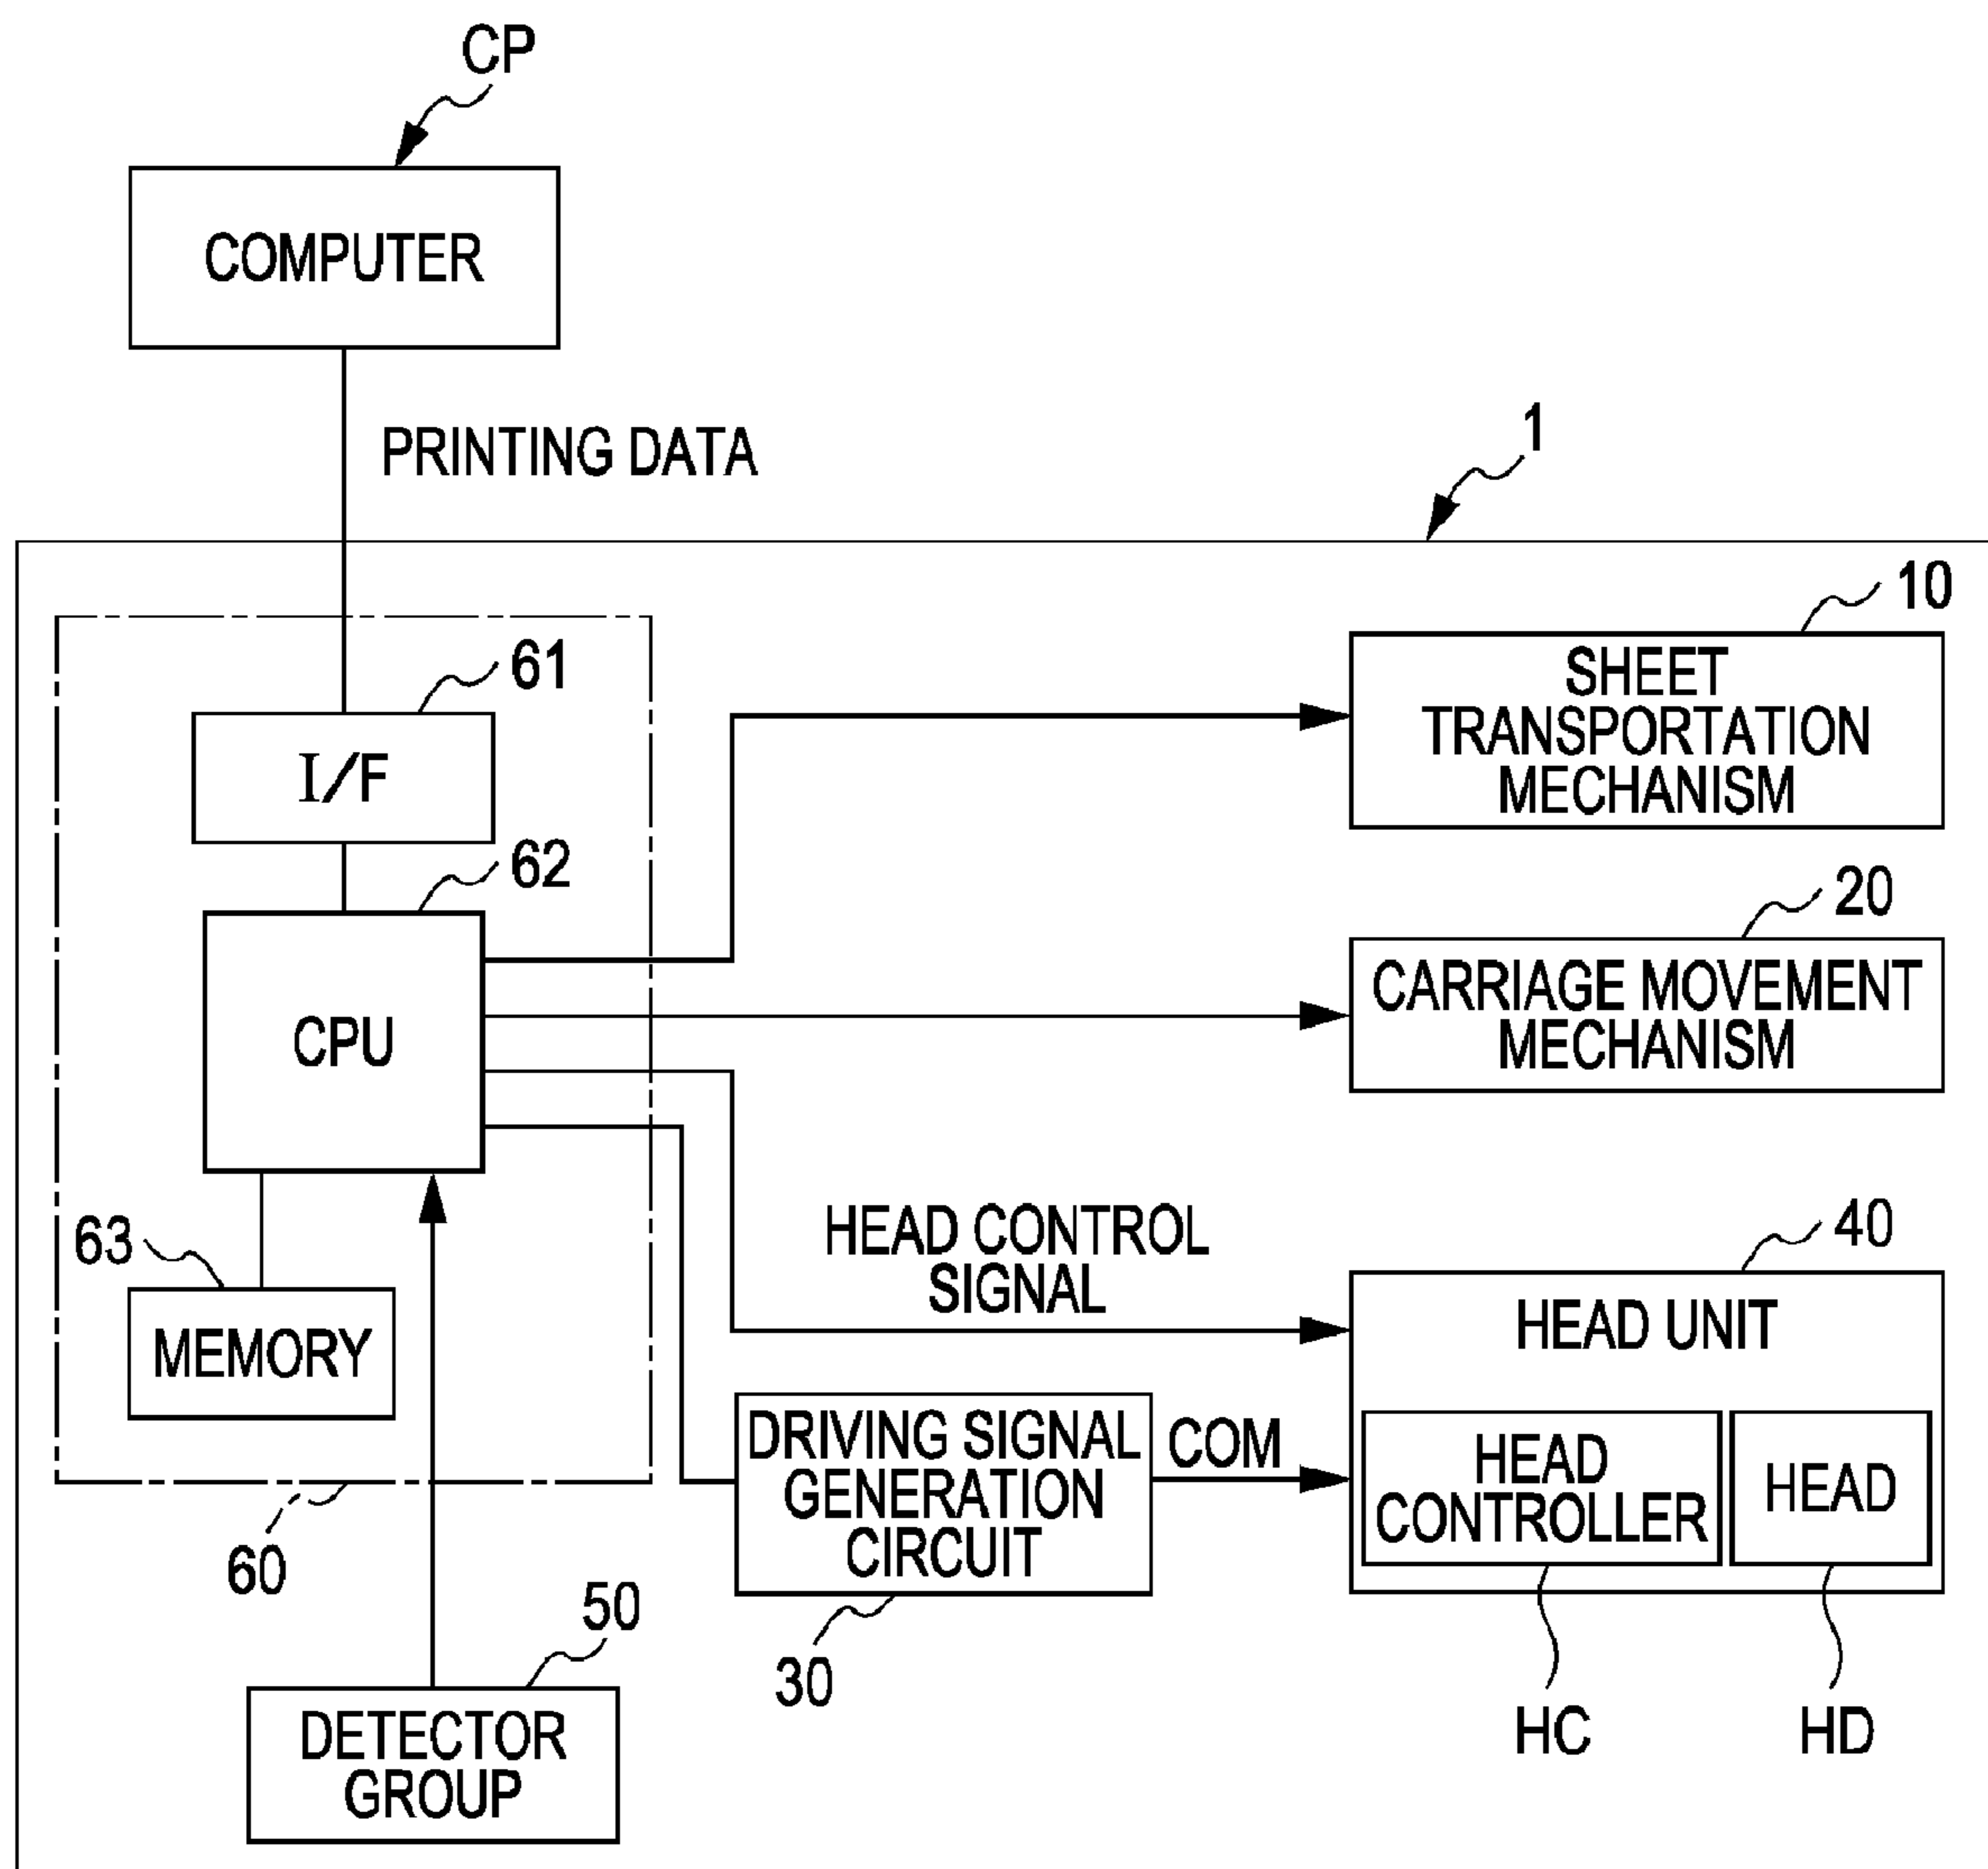 CP
COMPUTER
PRINTING DATA
1
10
SHEET
TRANSPORTATION
MECHANISM
61
I/F
62
CPU
20
CARRIAGE MOVEMENT
MECHANISM
63
MEMORY
HEAD CONTROL
SIGNAL
40
HEAD UNIT
HEAD
CONTROLLER
HEAD
DRIVING SIGNAL
GENERATION
CIRCUIT
COM
60
50
30
HC
HD
DETECTOR
GROUP